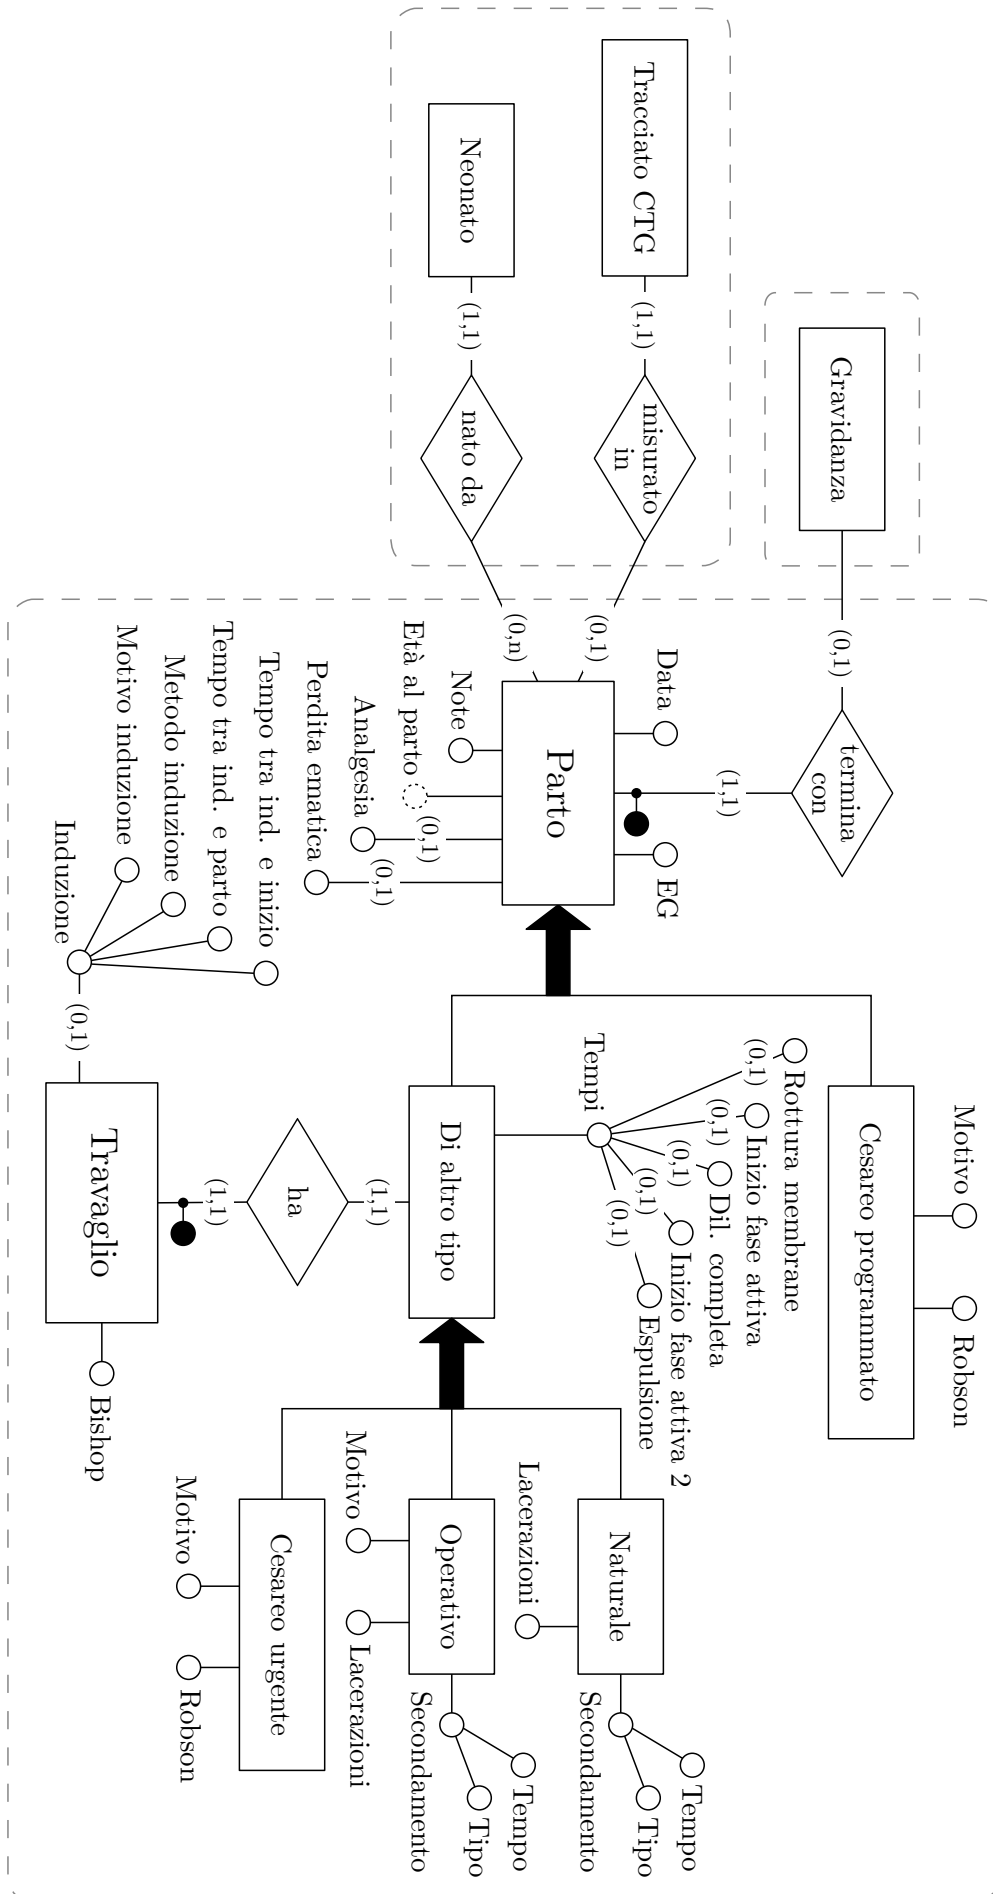 Motivo
Robson
Cesareo programmato
Gravidanza
(0,1)
termina
con
Rottura membrane
(0,1)
Inizio fase attiva
(0,1)
Dil. completa
(0,1)
Inizio fase attiva 2
(0,1)
Espulsione
(0,1)
Tempi
(1,1)
Tracciato CTG
(1,1)
misurato
in
(0,1)
Data
EG
Parto
Neonato
(1,1)
nato da
(0,n)
Note
Età al parto
Analgesia
(0,1)
Perdita ematica
(0,1)
Di altro tipo
Naturale
Lacerazioni
Tempo
Tipo
Secondamento
Operativo
Motivo
Lacerazioni
Tempo
Tipo
Secondamento
Cesareo urgente
Motivo
Robson
(1,1)
ha
(1,1)
Tempo tra ind. e inizio
Tempo tra ind. e parto
Metodo induzione
Motivo induzione
Induzione
(0,1)
Travaglio
Bishop